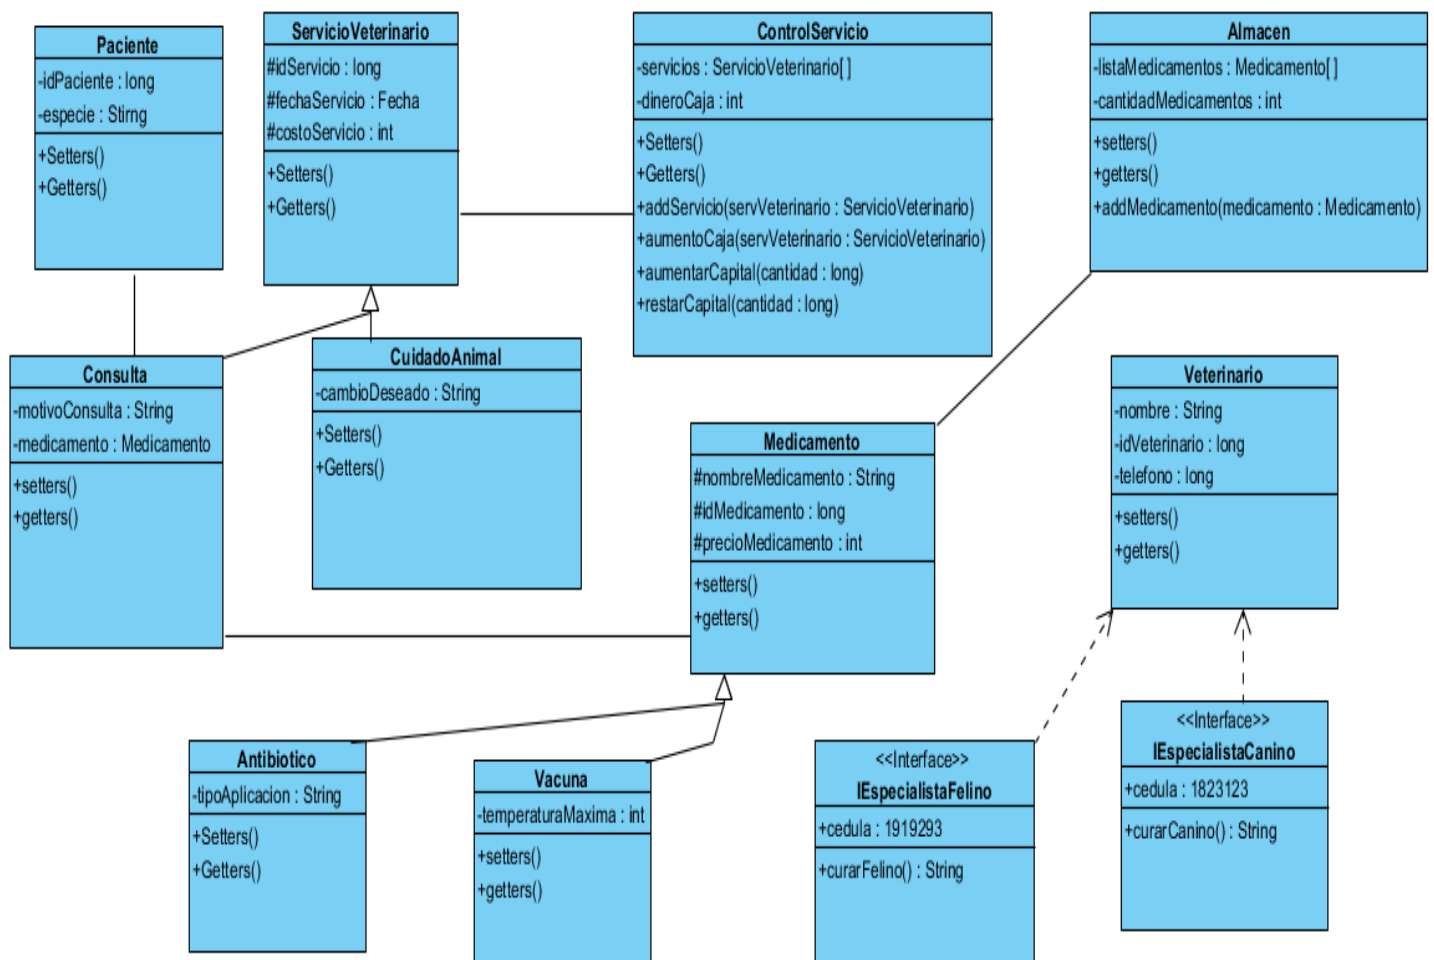 Paciente
-idPaciente : long
-especie : Stirng
+Setters()
+Getters()
ServicioVeterinario
#idServicio : long
#fechaServicio : Fecha
#costoServicio : int
+Setters()
+Getters()
ControlServicio
-servicios : ServicioVeterinario[ ]
-dineroCaja : int
+Setters()
+Getters()
+addServicio(servVeterinario : ServicioVeterinario)
+aumentoCaja(servVeterinario : ServicioVeterinario)
+aumentarCapital(cantidad : long)
+restarCapital(cantidad : long)
Almacen
-listaMedicamentos : Medicamento[ ]
-cantidadMedicamentos : int
+setters()
+getters()
+addMedicamento(medicamento : Medicamento)
Consulta
-motivoConsulta : String
-medicamento : Medicamento
+setters()
+getters()
CuidadoAnimal
-cambioDeseado : String
+Setters()
+Getters()
Medicamento
#nombreMedicamento : String
#idMedicamento : long
#precioMedicamento : int
+setters()
+getters()
Veterinario
-nombre : String
-idVeterinario : long
-telefono : long
+setters()
+getters()
Antibiotico
-tipoAplicacion : String
+Setters()
+Getters()
Vacuna
-temperaturaMaxima : int
+setters()
+getters()
<<Interface>>
IEspecialistaFelino
+cedula : 1919293
+curarFelino() : String
<<Interface>>
IEspecialistaCanino
+cedula : 1823123
+curarCanino() : String